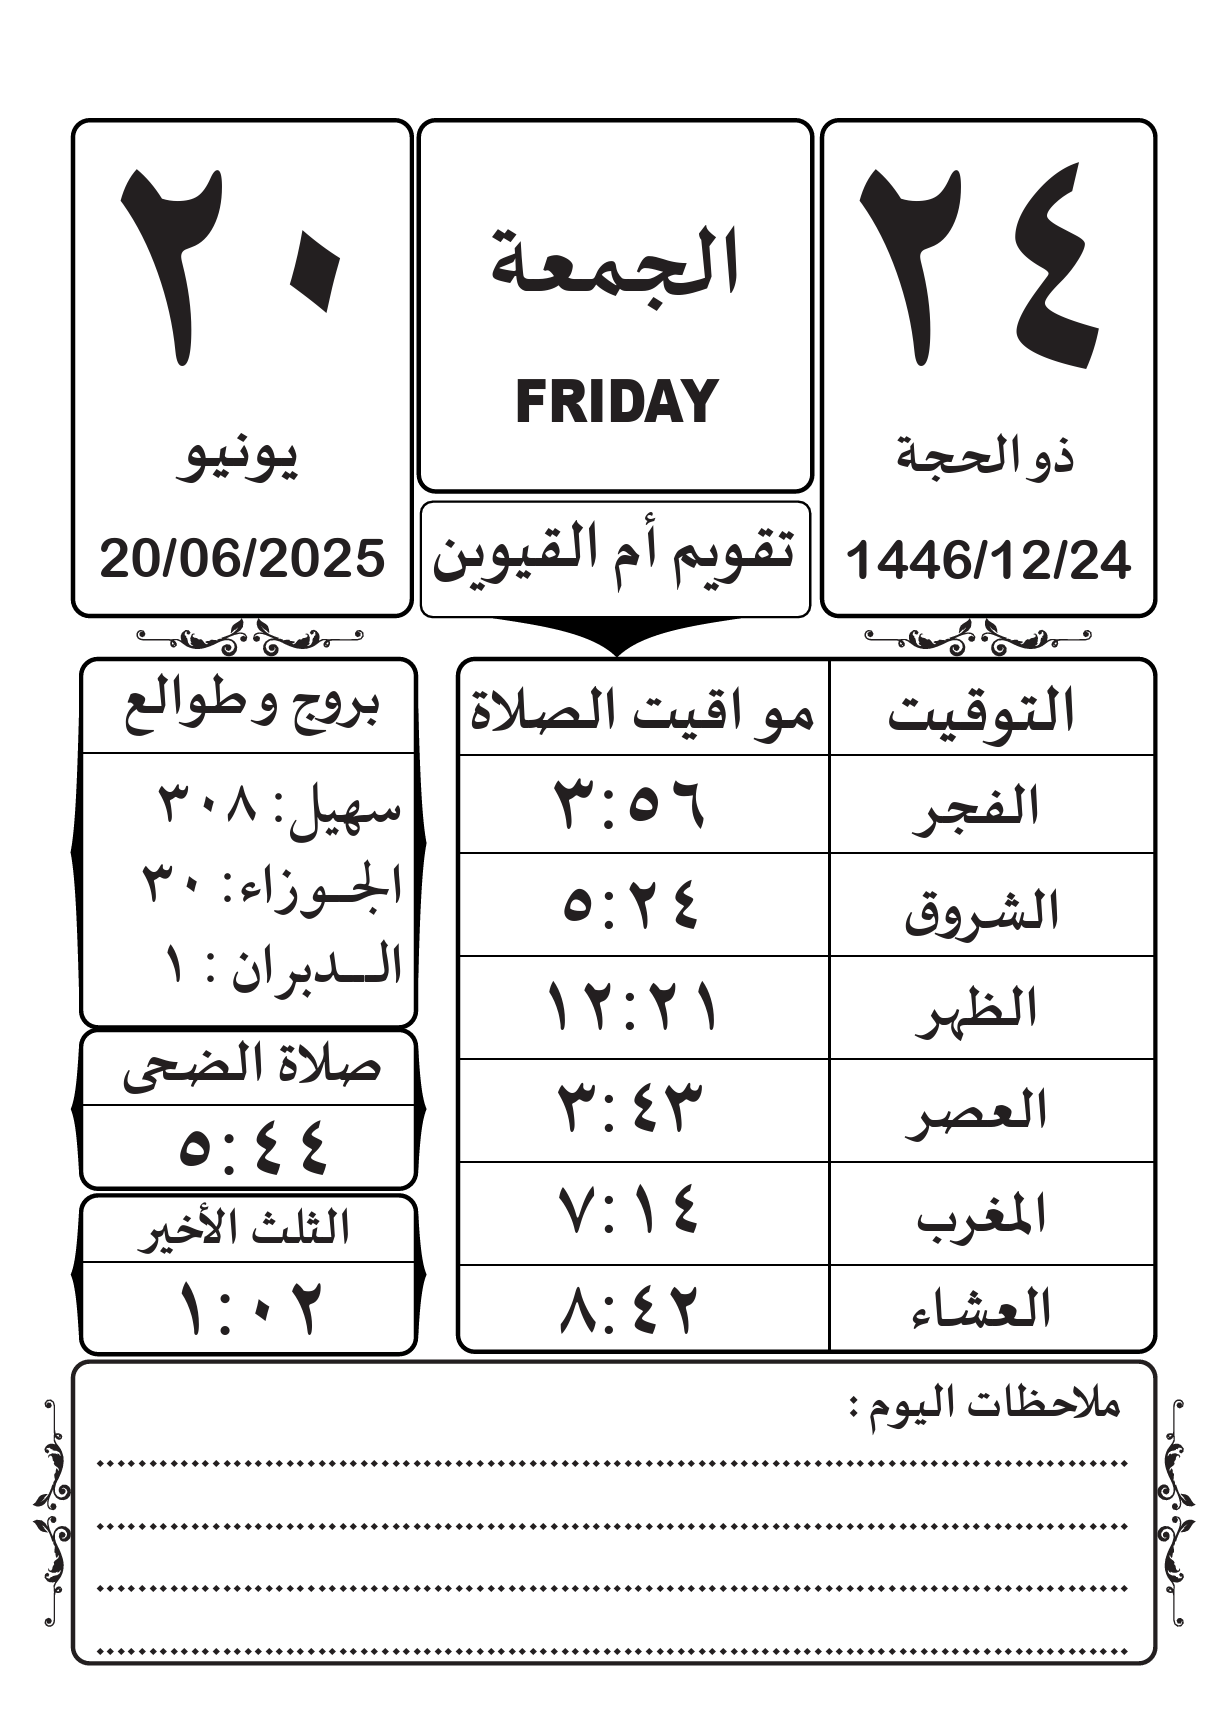 ٢٤
ذو الحجة
1446/12/24
الجمعة
FRIDAY
تقويم أم القيوين
٢٠
يونيو
20/06/2025
التوقيت مو اقيت الصلاة
الفجر ٣:٥٦
الشروق ٥:٢٤
الظهر ١٢:٢١
العصر ٣:٤٣
المغرب ٧:١٤
العشاء ٨:٤٢
بروج و طوالع
سهيل: ٣٠٨
الجـوزاء: ٣٠
الـــدبران : ١
صلاة الضحى
٥:٤٤
الثلث الأخير
١:٠٢
ملاحظات اليوم :